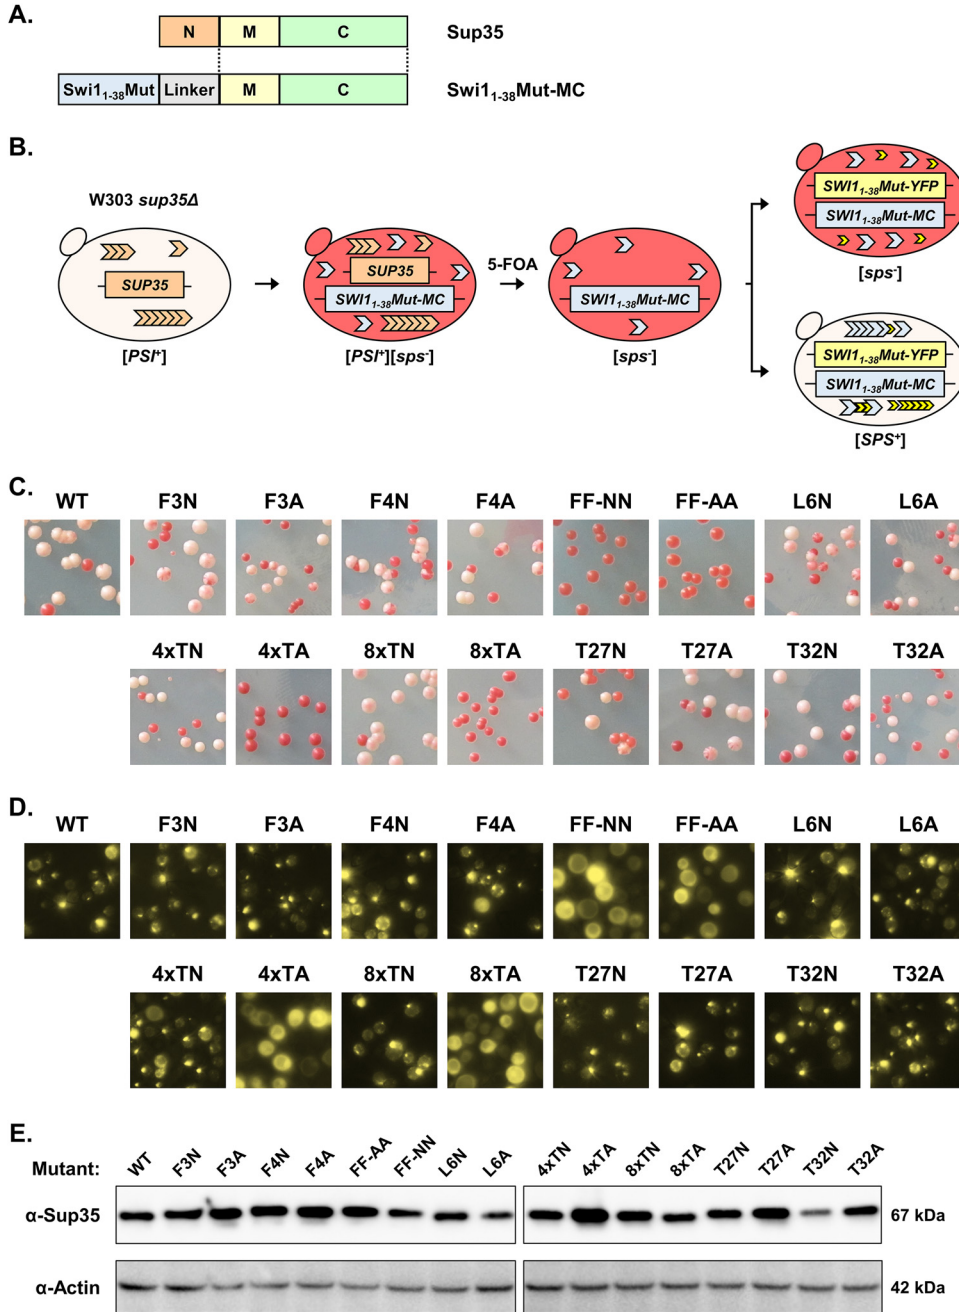 A.
N M C Sup35
Swi1₁₋₃₈Mut Linker M C Swi1₁₋₃₈Mut-MC
B.
W303 sup35Δ
SUP35
[PSI⁺]
SUP35
SWI1₁₋₃₈Mut-MC
[PSI⁺][sps⁻]
5-FOA
SWI1₁₋₃₈Mut-MC
[sps⁻]
SWI1₁₋₃₈Mut-YFP
SWI1₁₋₃₈Mut-MC
[sps⁻]
SWI1₁₋₃₈Mut-YFP
SWI1₁₋₃₈Mut-MC
[SPS⁺]
C.
WT F3N F3A F4N F4A FF-NN FF-AA L6N L6A
4xTN 4xTA 8xTN 8xTA T27N T27A T32N T32A
D.
WT F3N F3A F4N F4A FF-NN FF-AA L6N L6A
4xTN 4xTA 8xTN 8xTA T27N T27A T32N T32A
E.
Mutant: WT F3N F3A F4N F4A FF-AA FF-NN L6N L6A 4xTN 4xTA 8xTN 8xTA T27N T27A T32N T32A
α-Sup35 67 kDa
α-Actin 42 kDa